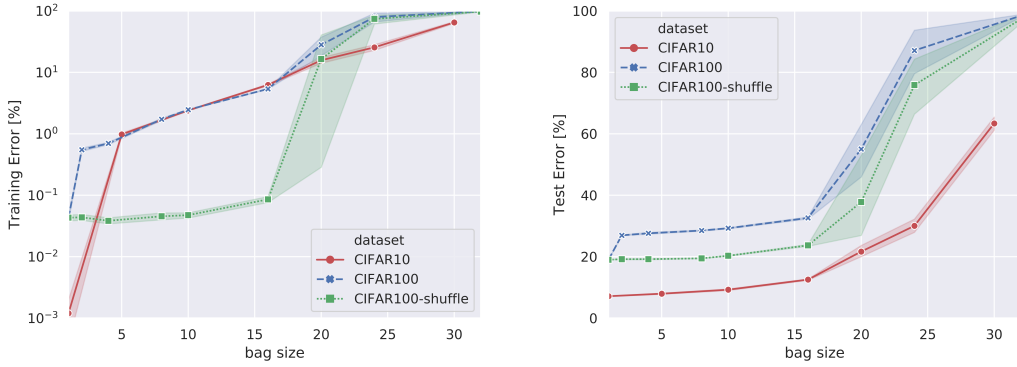 10²
10¹
10⁰
10⁻¹
10⁻²
10⁻³
Training Error [%]
5
10
15
20
25
30
bag size
dataset
CIFAR10
CIFAR100
CIFAR100-shuffle
100
80
60
40
20
0
Test Error [%]
5
10
15
20
25
30
bag size
dataset
CIFAR10
CIFAR100
CIFAR100-shuffle